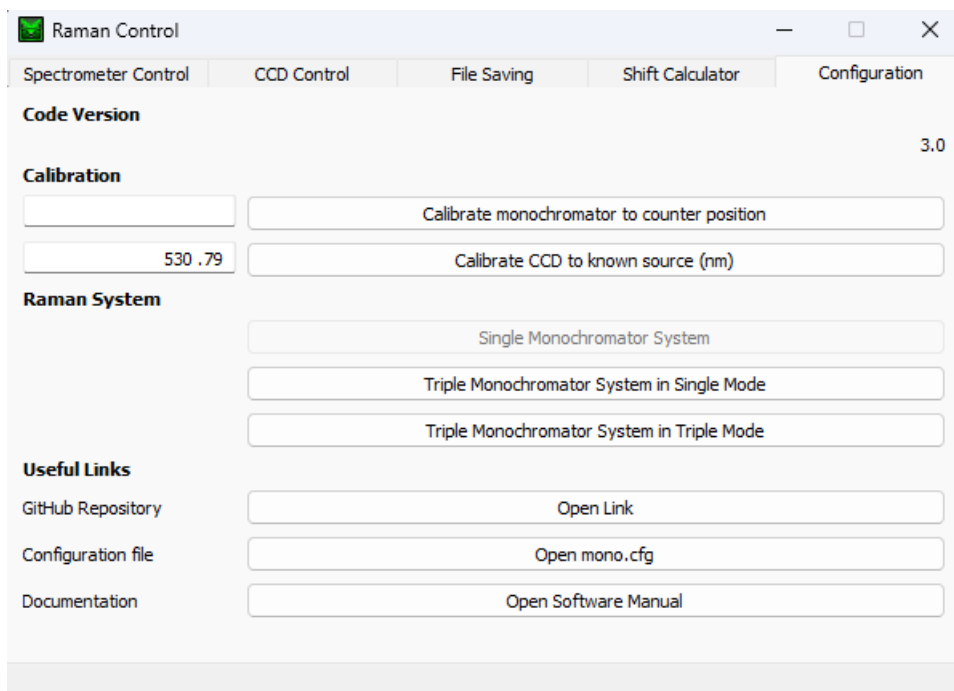 Raman Control
Spectrometer Control CCD Control File Saving Shift Calculator Configuration
Code Version
3.0
Calibration
Calibrate monochromator to counter position
530 .79 Calibrate CCD to known source (nm)
Raman System
Single Monochromator System
Triple Monochromator System in Single Mode
Triple Monochromator System in Triple Mode
Useful Links
GitHub Repository Open Link
Configuration file Open mono.cfg
Documentation Open Software Manual